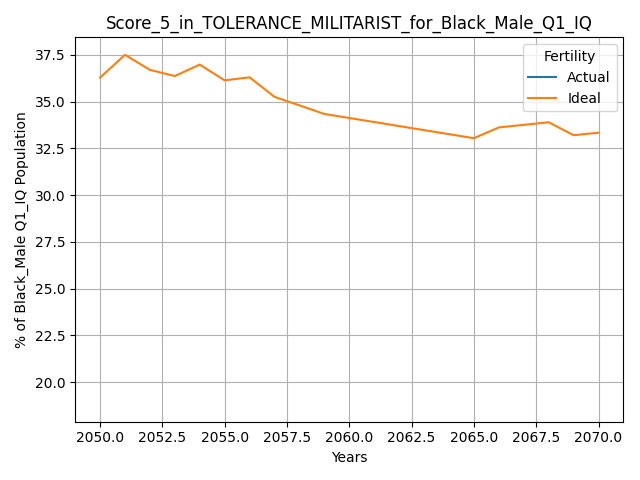 Score_5_in_TOLERANCE_MILITARIST_for_Black_Male_Q1_IQ
Fertility
Actual
Ideal
% of Black_Male Q1_IQ Population
37.5
35.0
32.5
30.0
27.5
25.0
22.5
20.0
2050.0 2052.5 2055.0 2057.5 2060.0 2062.5 2065.0 2067.5 2070.0
Years